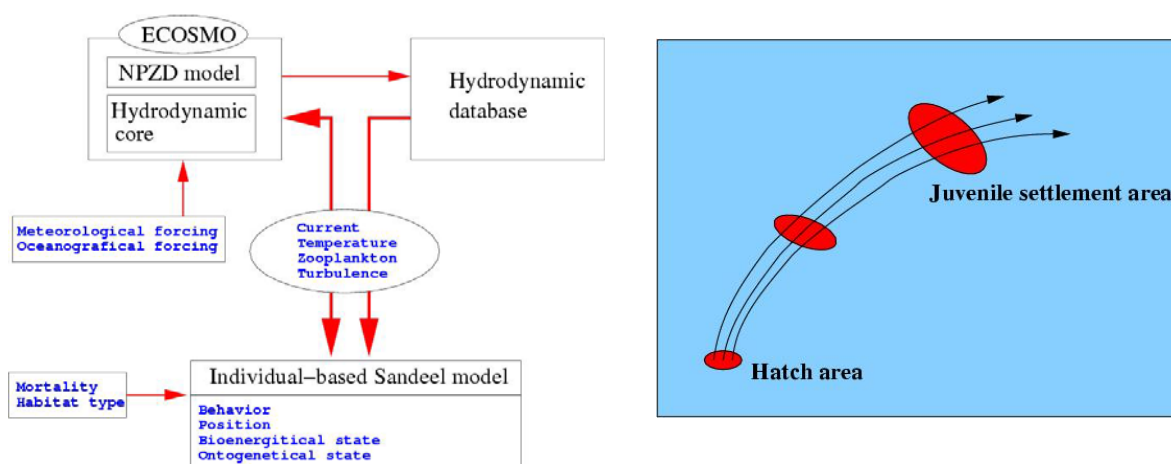 ECOSMO
NPZD model
Hydrodynamic
core
Hydrodynamic
database
Meteorological forcing
Oceanografical forcing
Current
Temperature
Zooplankton
Turbulence
Mortality
Habitat type
Individual-based Sandeel model
Behavior
Position
Bioenergitical state
Ontogenetical state
Juvenile settlement area
Hatch area